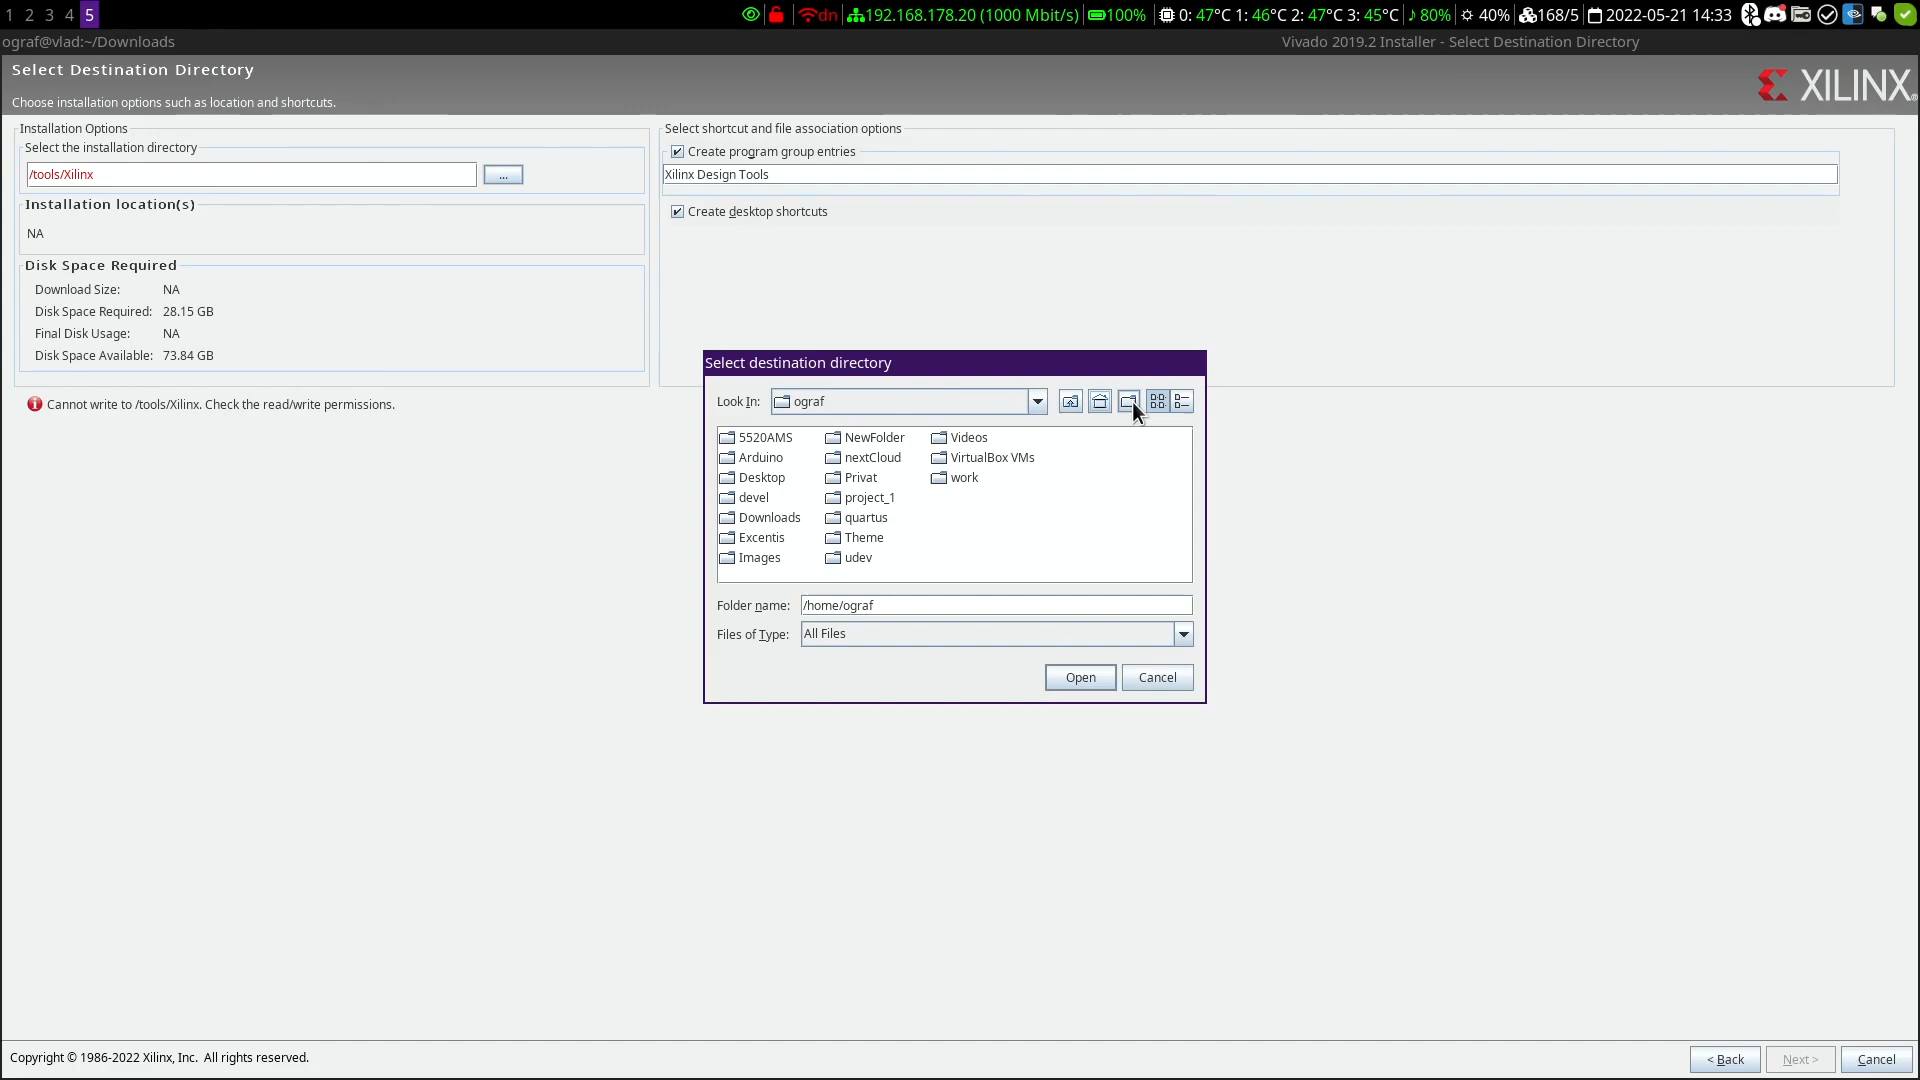 1 2 3 4 5
dn 192.168.178.20 (1000 Mbit/s) 100% 0: 47°C 1: 46°C 2: 47°C 3: 45°C 80% 40% 168/5 2022-05-21 14:33
ograf@vlad:~/Downloads
Vivado 2019.2 Installer - Select Destination Directory
Select Destination Directory
Choose installation options such as location and shortcuts.
XILINX®
Installation Options
Select the installation directory
/tools/Xilinx
...
Installation location(s)
NA
Disk Space Required
Download Size: NA
Disk Space Required: 28.15 GB
Final Disk Usage: NA
Disk Space Available: 73.84 GB
Cannot write to /tools/Xilinx. Check the read/write permissions.
Select shortcut and file association options
Create program group entries
Xilinx Design Tools
Create desktop shortcuts
Select destination directory
Look In: ograf
5520AMS NewFolder Videos
Arduino nextCloud VirtualBox VMs
Desktop Privat work
devel project_1
Downloads quartus
Excentis Theme
Images udev
Folder name: /home/ograf
Files of Type: All Files
Open Cancel
Copyright © 1986-2022 Xilinx, Inc. All rights reserved.
< Back Next > Cancel